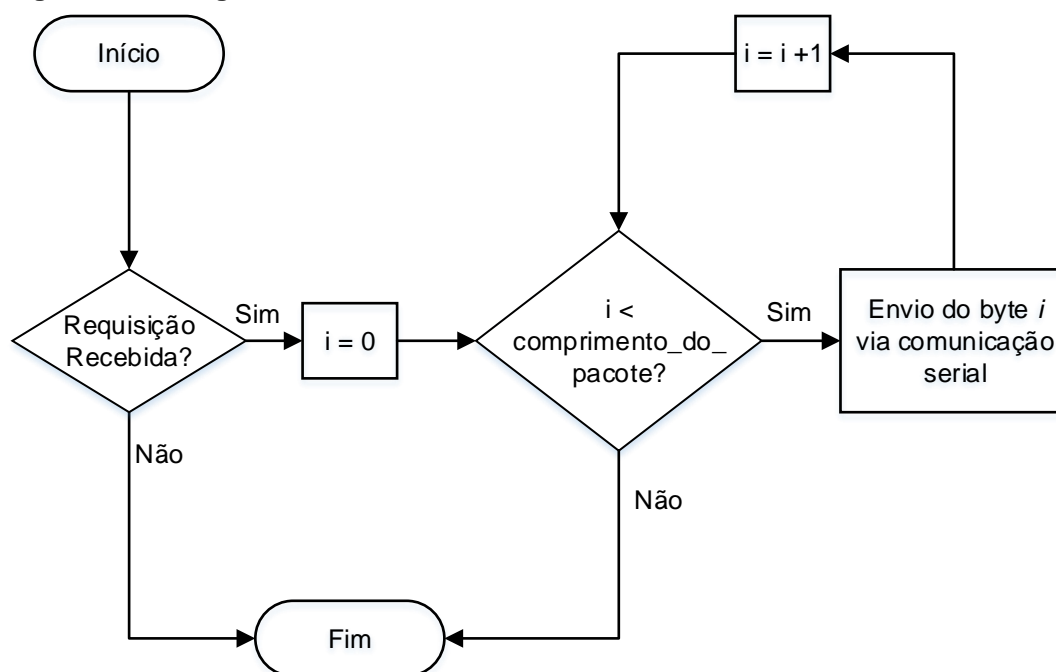 Início
i = i +1
Requisição
Recebida?
Sim
i = 0
i <
comprimento_do_
pacote?
Sim
Envio do byte i
via comunicação
serial
Não
Não
Fim